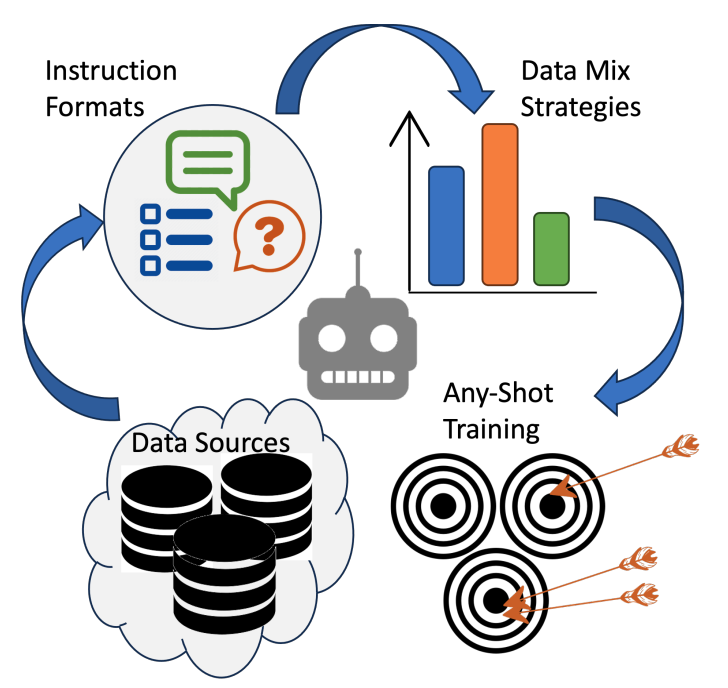 Instruction
Formats
Data Mix
Strategies
?
Any-Shot
Training
Data Sources